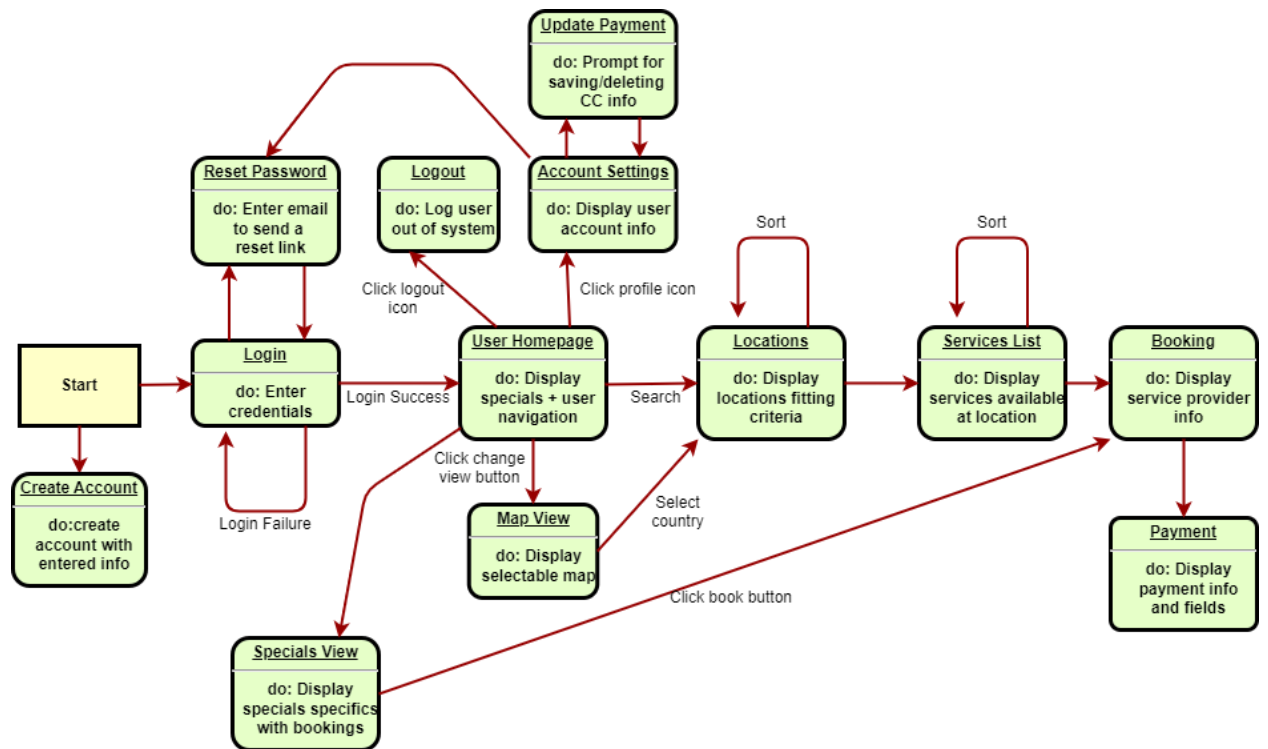 Update Payment
do: Prompt for
saving/deleting
CC info
Reset Password
do: Enter email
to send a
reset link
Logout
do: Log user
out of system
Account Settings
do: Display user
account info
Sort
Sort
Click logout
icon
Click profile icon
Start
Login
do: Enter
credentials
Login Success
User Homepage
do: Display
specials + user
navigation
Search
Locations
do: Display
locations fitting
criteria
Services List
do: Display
services available
at location
Booking
do: Display
service provider
info
Click change
view button
Create Account
do:create
account with
entered info
Login Failure
Map View
do: Display
selectable map
Select
country
Payment
do: Display
payment info
and fields
Click book button
Specials View
do: Display
specials specifics
with bookings